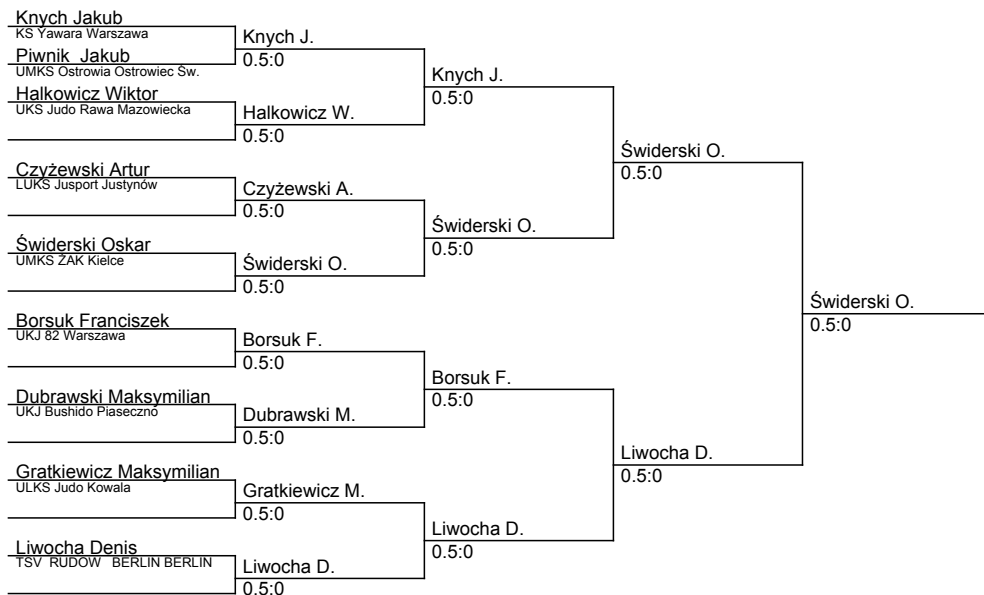 Knych Jakub
KS Yawara Warszawa
Piwnik  Jakub
UMKS Ostrovia Ostrowiec Św.
Halkowicz Wiktor
UKS Judo Rawa Mazowiecka
Czyżewski Artur
LUKS Jusport Justynów
Świderski Oskar
UMKS ŻAK Kielce
Borsuk Franciszek
UKJ 82 Warszawa
Dubrawski Maksymilian
UKJ Bushido Piaseczno
Gratkiewicz Maksymilian
ULKS Judo Kowala
Liwocha Denis
TSV  RUDOW   BERLIN BERLIN
Knych J.
0.5:0
Halkowicz W.
0.5:0
Czyżewski A.
0.5:0
Świderski O.
0.5:0
Borsuk F.
0.5:0
Dubrawski M.
0.5:0
Gratkiewicz M.
0.5:0
Liwocha D.
0.5:0
Knych J.
0.5:0
Świderski O.
0.5:0
Borsuk F.
0.5:0
Liwocha D.
0.5:0
Świderski O.
0.5:0
Liwocha D.
0.5:0
Świderski O.
0.5:0